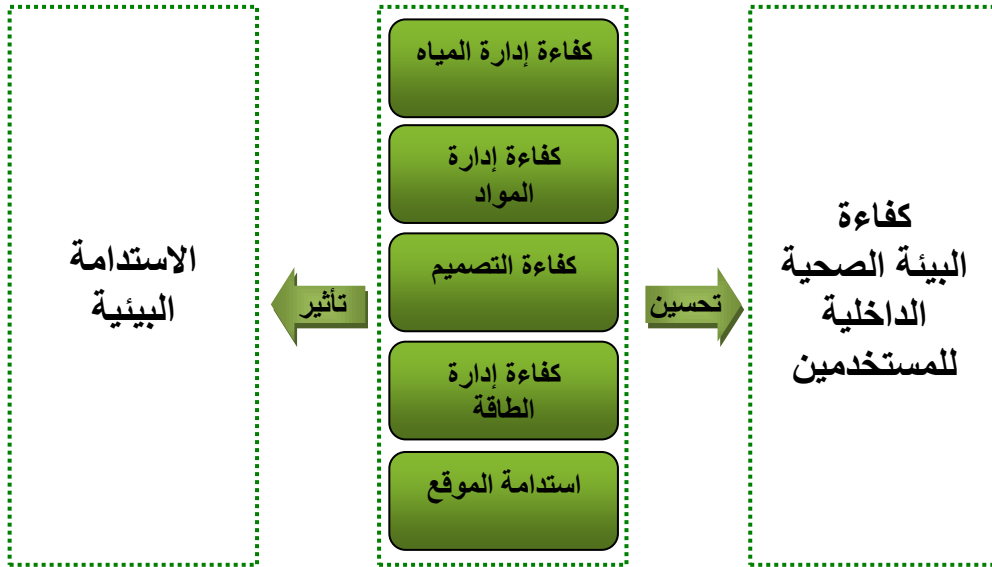 كفاءة
البيئة الصحية
الداخلية
للمستخدمين
تحسين
كفاءة إدارة المياه
كفاءة إدارة
المواد
كفاءة التصميم
كفاءة إدارة
الطاقة
استدامة الموقع
تأثير
الاستدامة
البيئية